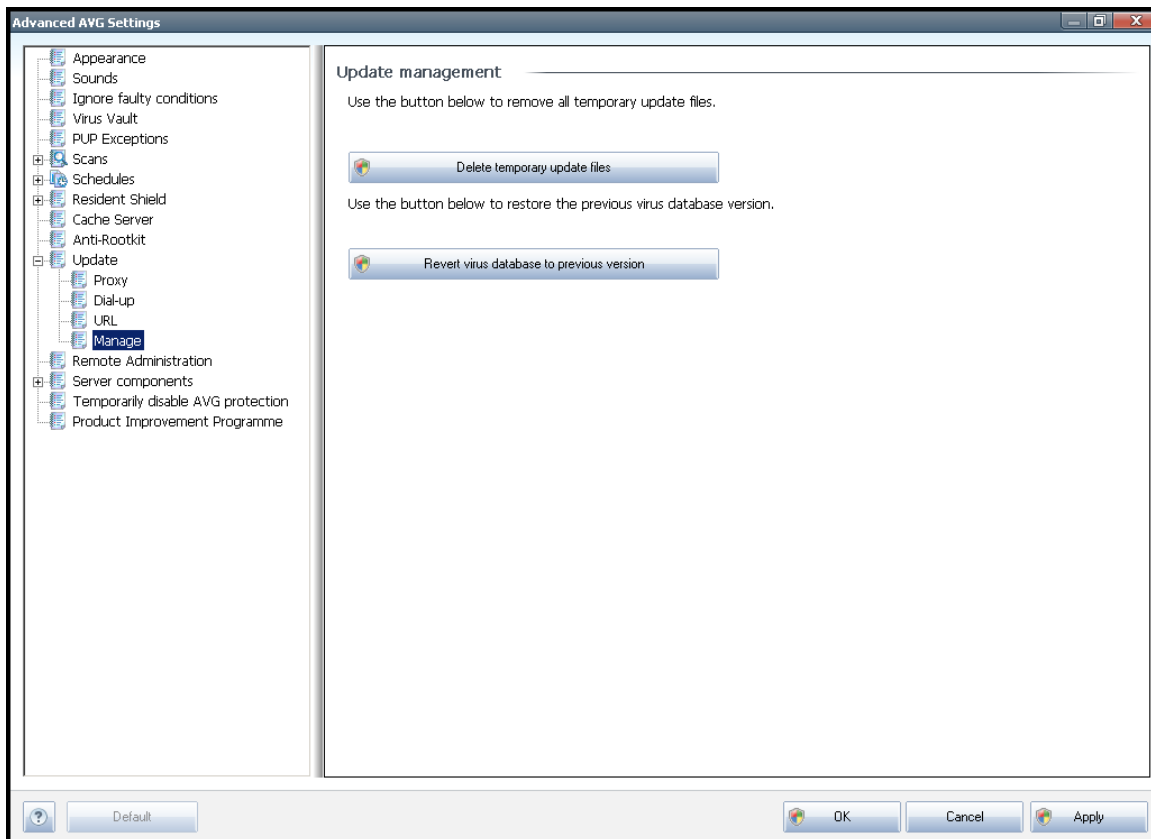 Advanced AVG Settings
Appearance
Sounds
Ignore faulty conditions
Virus Vault
PUP Exceptions
Scans
Schedules
Resident Shield
Cache Server
Anti-Rootkit
Update
Proxy
Dial-up
URL
Manage
Remote Administration
Server components
Temporarily disable AVG protection
Product Improvement Programme
Update management
Use the button below to remove all temporary update files.
Delete temporary update files
Use the button below to restore the previous virus database version.
Revert virus database to previous version
Default
OK
Cancel
Apply